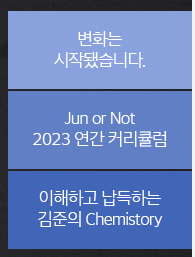 변화는
시작됐습니다.
Jun or Not
2023 연간 커리큘럼
이해하고 납득하는
김준의 Chemistory